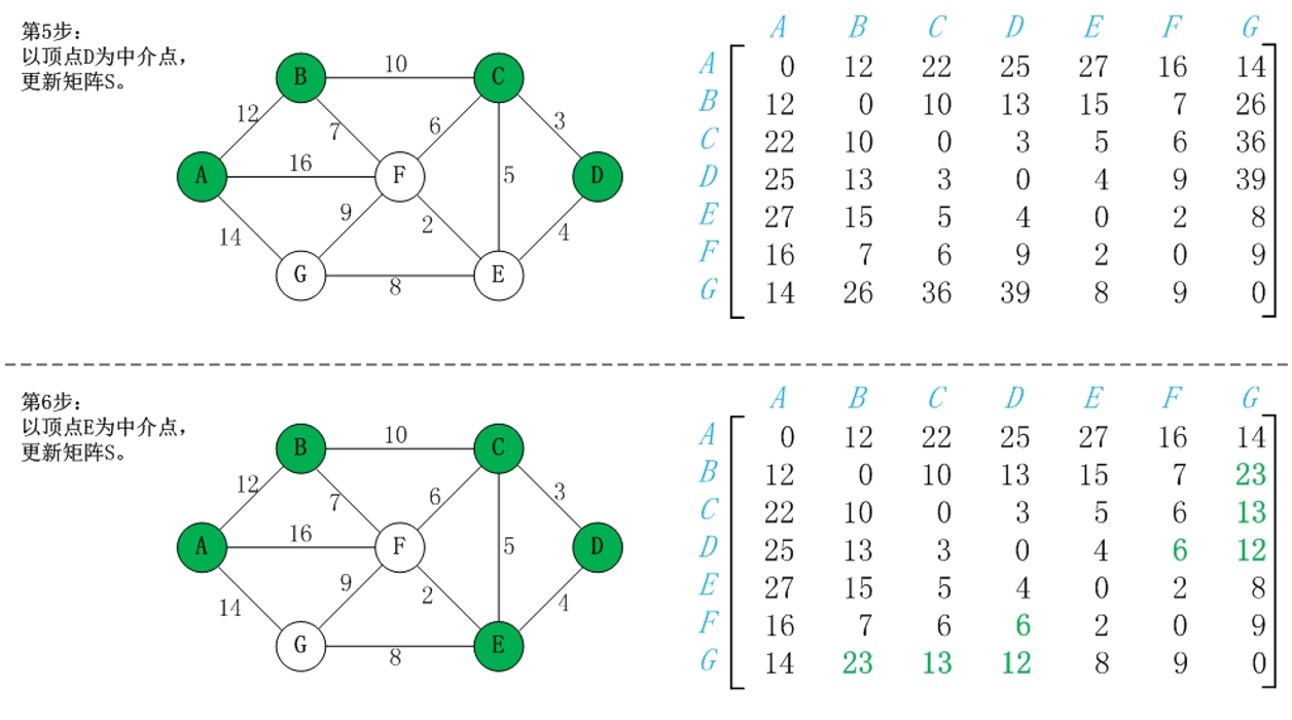 第5步：
以顶点D为中介点，
更新矩阵S。
B 10 C
12 7 6 3
A 16 F 5 D
14 9 2 4
G 8 E
A B C D E F G
A 0 12 22 25 27 16 14
B 12 0 10 13 15 7 26
C 22 10 0 3 5 6 36
D 25 13 3 0 4 9 39
E 27 15 5 4 0 2 8
F 16 7 6 9 2 0 9
G 14 26 36 39 8 9 0
第6步：
以顶点E为中介点，
更新矩阵S。
B 10 C
12 7 6 3
A 16 F 5 D
14 9 2 4
G 8 E
A B C D E F G
A 0 12 22 25 27 16 14
B 12 0 10 13 15 7 23
C 22 10 0 3 5 6 13
D 25 13 3 0 4 6 12
E 27 15 5 4 0 2 8
F 16 7 6 6 2 0 9
G 14 23 13 12 8 9 0